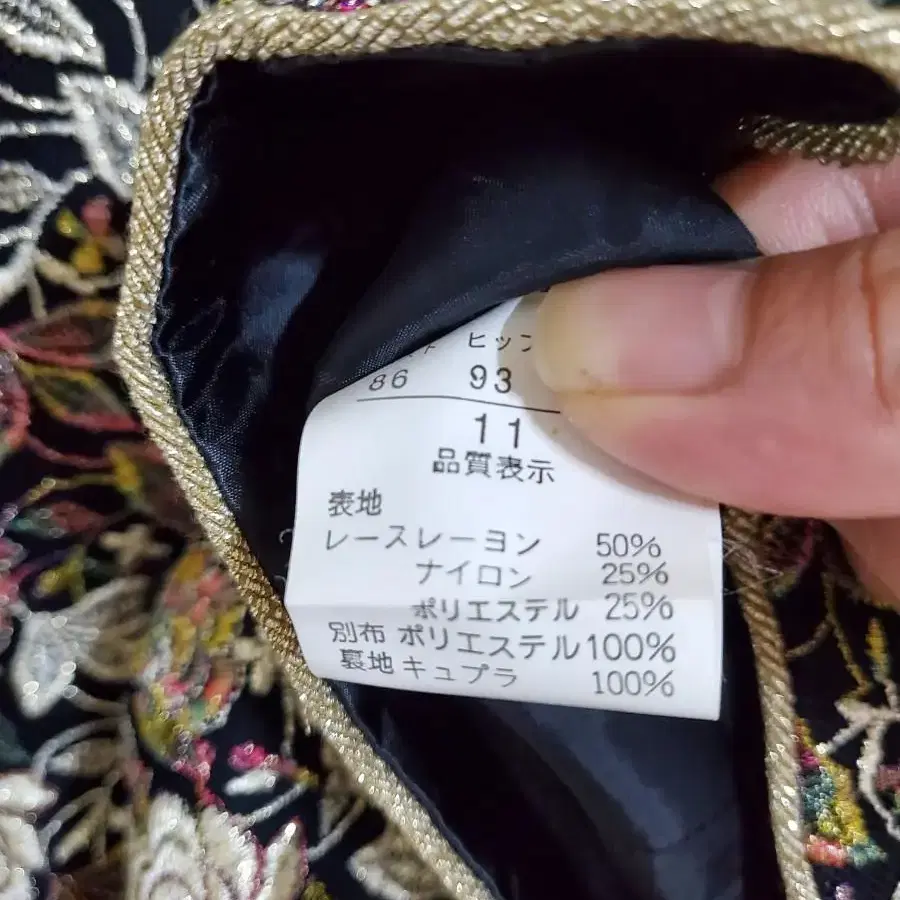 ヒップ
86 93
11
品質表示
表地
レースレーヨン 50%
ナイロン 25%
ポリエステル 25%
別布 ポリエステル100%
裏地 キュプラ 100%